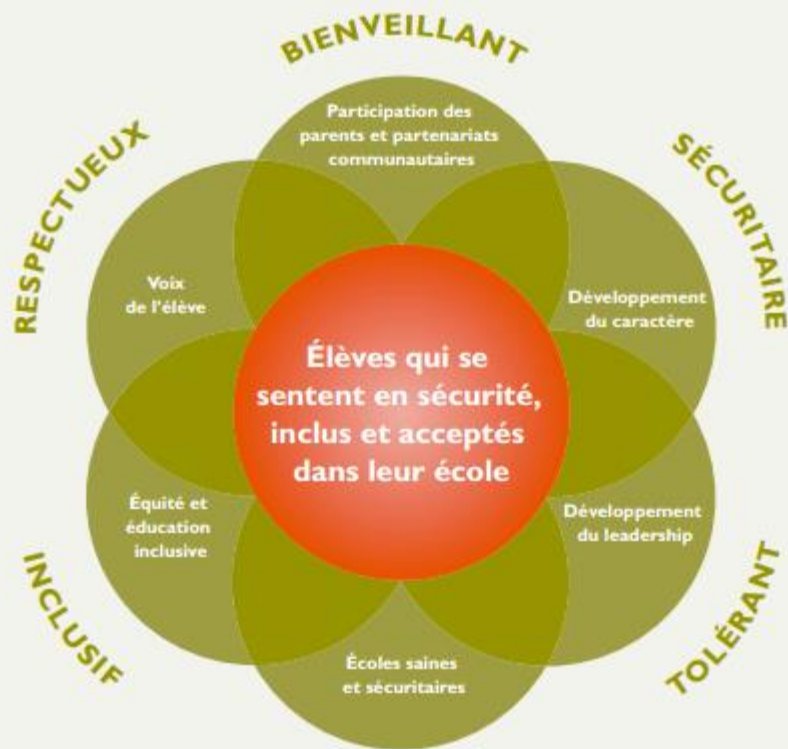 BIENVEILLANT
RESPECTUEUX
SÉCURITAIRE
Participation des
parents et partenariats
communautaires
Voix
de l'élève
Développement
du caractère
Élèves qui se
sentent en sécurité,
inclus et acceptés
dans leur école
Équité et
éducation
inclusive
Développement
du leadership
Écoles saines
et sécuritaires
INCLUSIF
TOLÉRANT